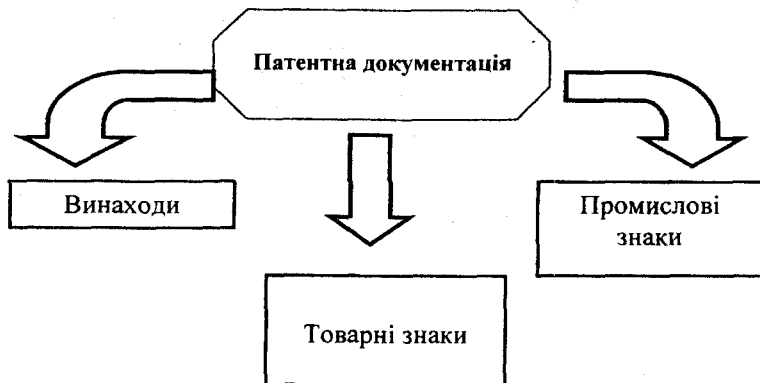 Патентна документація
Винаходи
Промислові
знаки
Товарні знаки